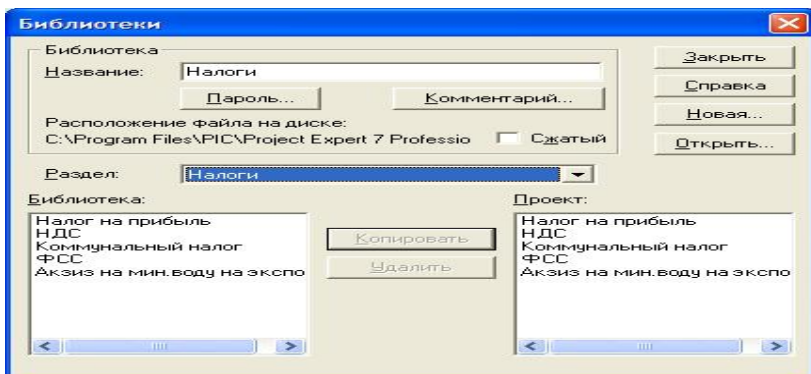 Библиотеки
Библиотека
Название: Налоги
Пароль... Комментарий...
Расположение файла на диске:
C:\Program Files\PIC\Project Expert 7 Professio Сжатый
Закрыть
Справка
Новая...
Открыть...
Раздел: Налоги
Библиотека:
Налог на прибыль
НДС
Коммунальный налог
ФСС
Акзиз на мин.воду на экспо
Копировать
Удалить
Проект:
Налог на прибыль
НДС
Коммунальный налог
ФСС
Акзиз на мин.воду на экспо